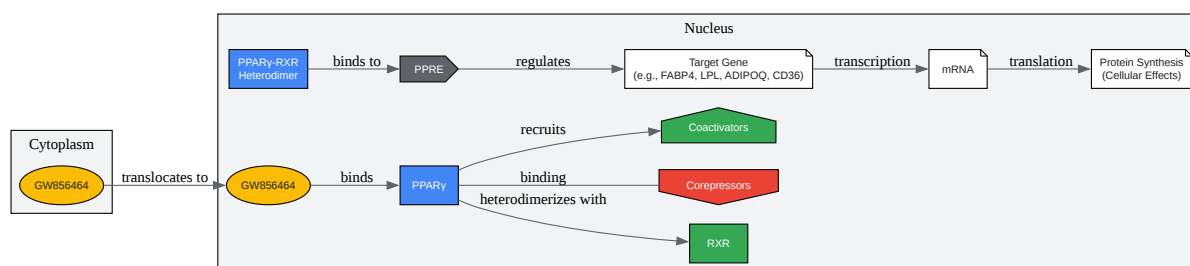 Nucleus
PPARγ-RXR
Heterodimer
binds to
PPRE
regulates
Target Gene
(e.g., FABP4, LPL, ADIPOQ, CD36)
transcription
mRNA
translation
Protein Synthesis
(Cellular Effects)
Cytoplasm
GW856464
translocates to
GW856464
binds
PPARγ
recruits
Coactivators
binding
Corepressors
heterodimerizes with
RXR